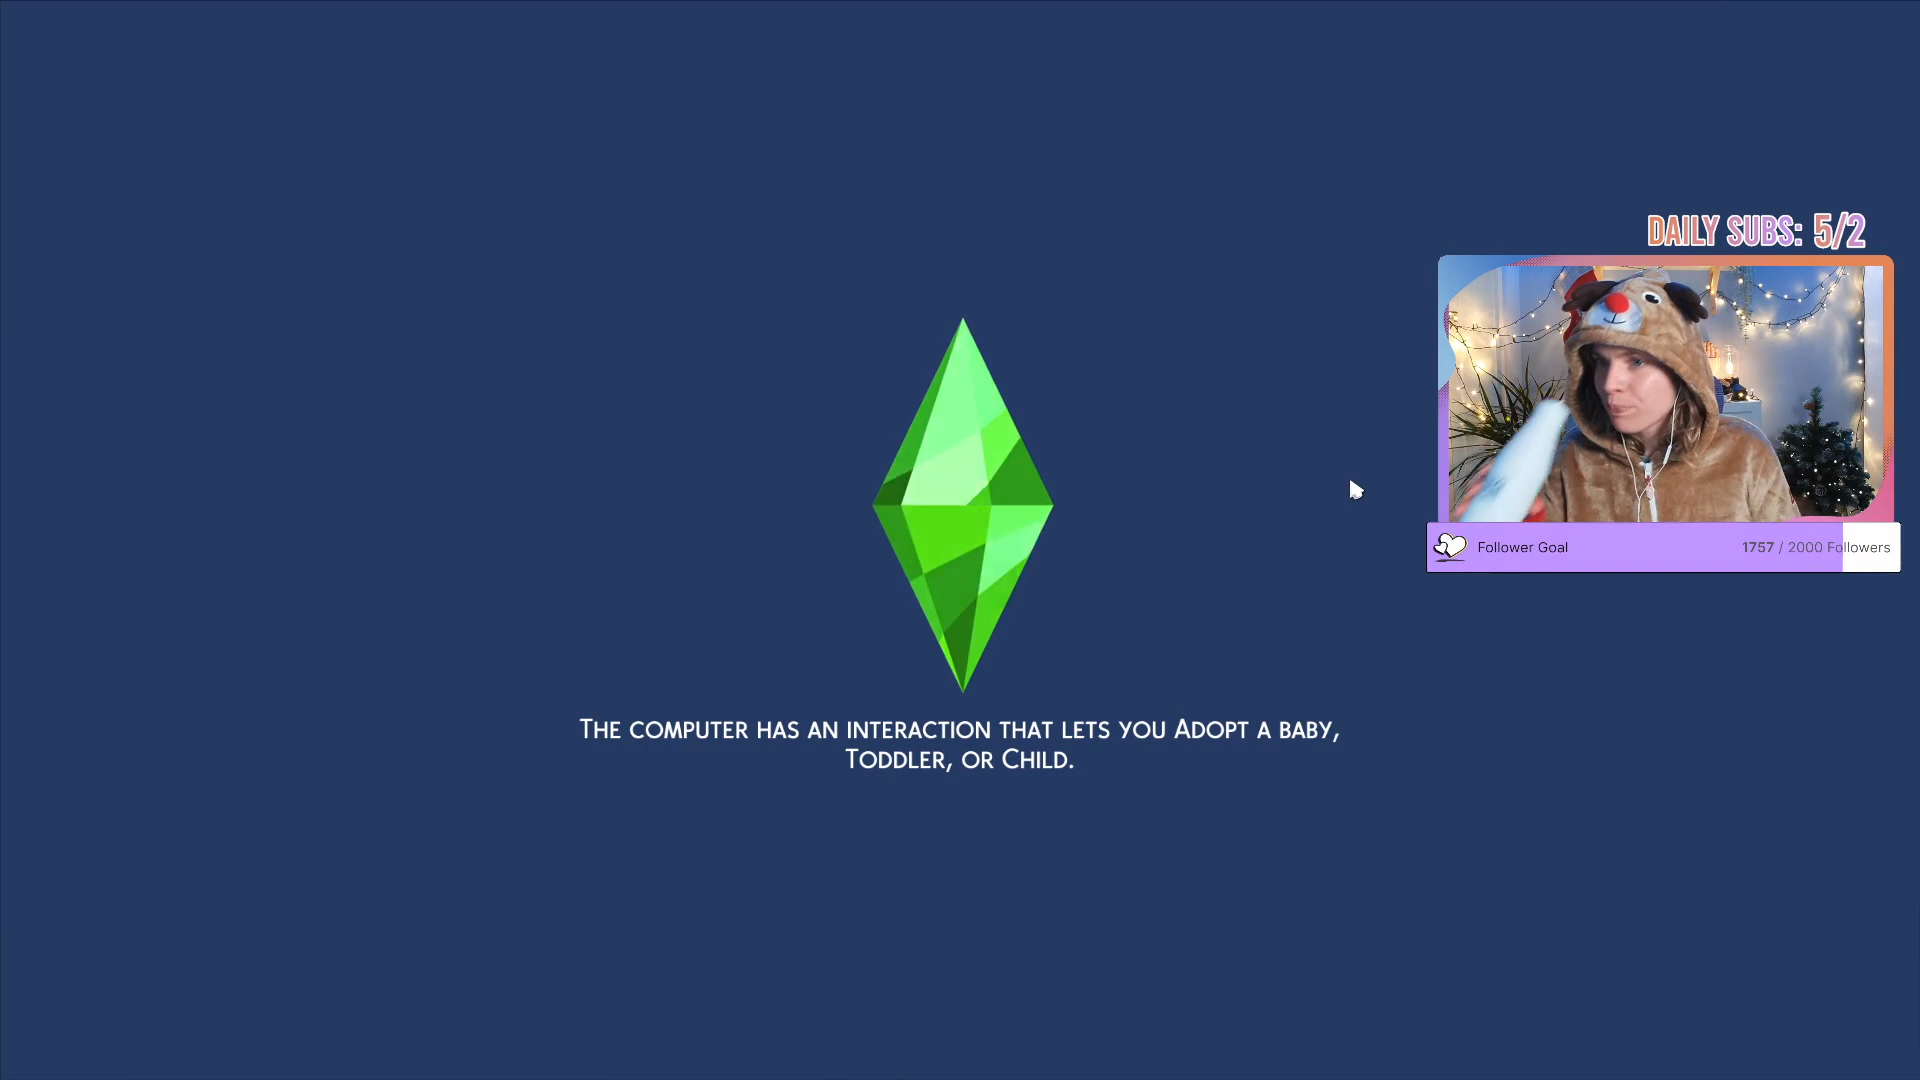 DAILY SUBS: 5/2
Follower Goal 1757 / 2000 Followers
The computer has an interaction that lets you Adopt a baby,
Toddler, or Child.